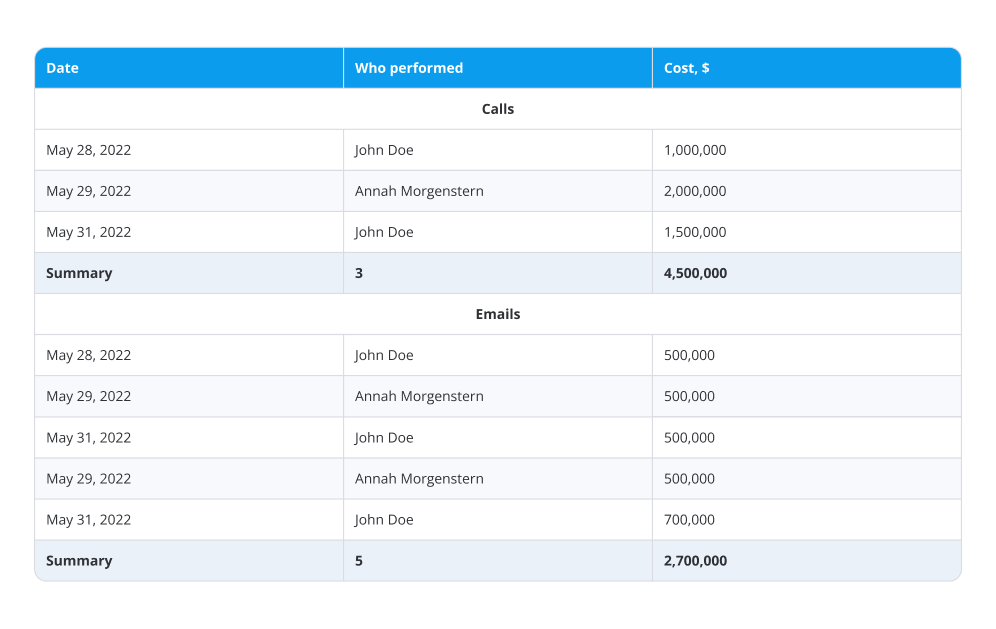 Date Who performed Cost, $
Calls
May 28, 2022 John Doe 1,000,000
May 29, 2022 Annah Morgenstern 2,000,000
May 31, 2022 John Doe 1,500,000
Summary 3 4,500,000
Emails
May 28, 2022 John Doe 500,000
May 29, 2022 Annah Morgenstern 500,000
May 31, 2022 John Doe 500,000
May 29, 2022 Annah Morgenstern 500,000
May 31, 2022 John Doe 700,000
Summary 5 2,700,000